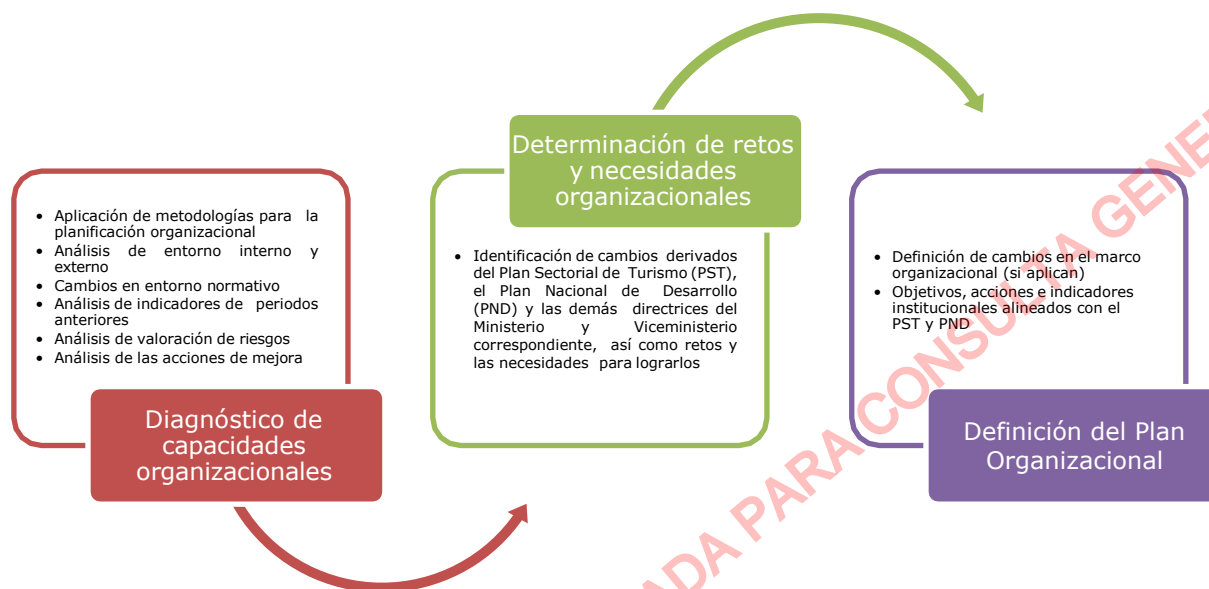 • Aplicación de metodologías para la
planificación organizacional
• Análisis de entorno interno y
externo
• Cambios en entorno normativo
• Análisis de indicadores de periodos
anteriores
• Análisis de valoración de riesgos
• Análisis de las acciones de mejora
Diagnóstico de
capacidades
organizacionales
Determinación de retos
y necesidades
organizacionales
• Identificación de cambios derivados
del Plan Sectorial de Turismo (PST),
el Plan Nacional de Desarrollo
(PND) y las demás directrices del
Ministerio y Viceministerio
correspondiente, así como retos y
las necesidades para lograrlos
• Definición de cambios en el marco
organizacional (si aplican)
• Objetivos, acciones e indicadores
institucionales alineados con el
PST y PND
Definición del Plan
Organizacional
PARA CONSULTA